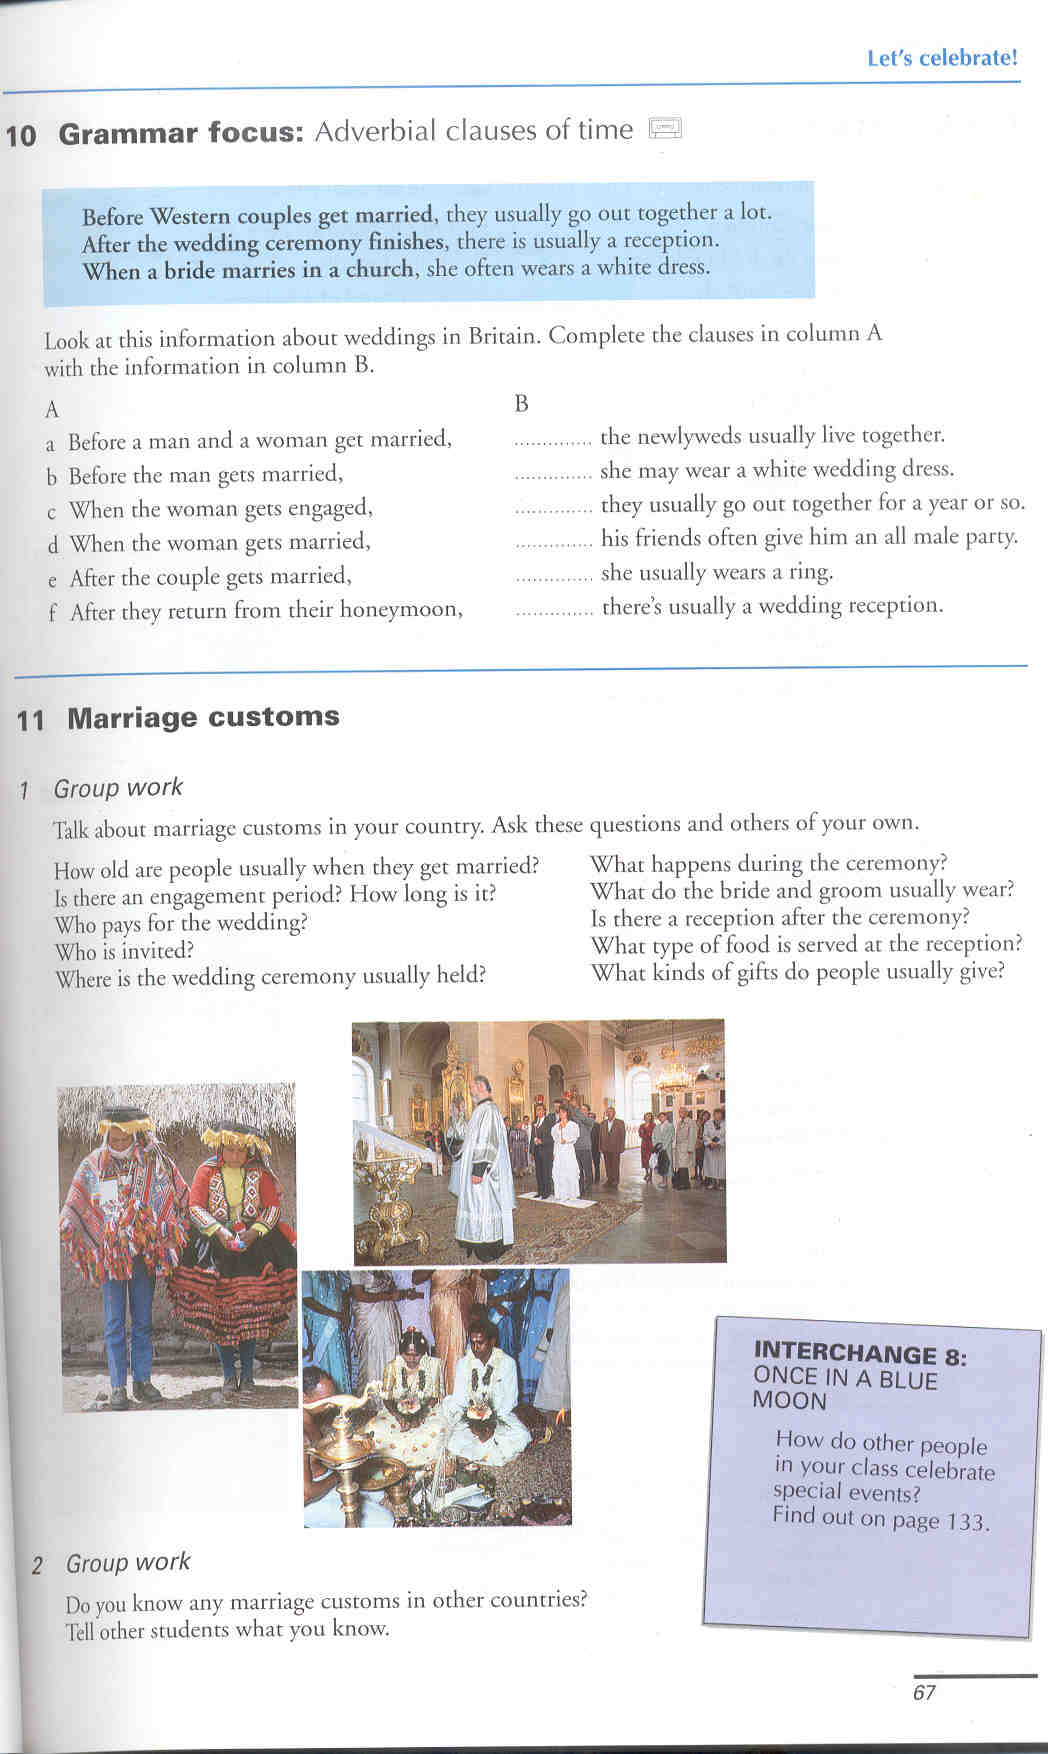 Let's celebrate!
10 Grammar focus: Adverbial clauses of time
Before Western couples get married, they usually go out together a lot.
After the wedding ceremony finishes, there is usually a reception.
When a bride marries in a church, she often wears a white dress.
Look at this information about weddings in Britain. Complete the clauses in column A
with the information in column B.
A
a Before a man and a woman get married,
b Before the man gets married,
c When the woman gets engaged,
d When the woman gets married,
e After the couple gets married,
f After they return from their honeymoon,
B
.............. the newlyweds usually live together.
.............. she may wear a white wedding dress.
.............. they usually go out together for a year or so.
.............. his friends often give him an all male party.
.............. she usually wears a ring.
.............. there's usually a wedding reception.
11 Marriage customs
1 Group work
Talk about marriage customs in your country. Ask these questions and others of your own.
How old are people usually when they get married?
Is there an engagement period? How long is it?
Who pays for the wedding?
Who is invited?
Where is the wedding ceremony usually held?
What happens during the ceremony?
What do the bride and groom usually wear?
Is there a reception after the ceremony?
What type of food is served at the reception?
What kinds of gifts do people usually give?
INTERCHANGE 8:
ONCE IN A BLUE
MOON
How do other people
in your class celebrate
special events?
Find out on page 133.
2 Group work
Do you know any marriage customs in other countries?
Tell other students what you know.
67